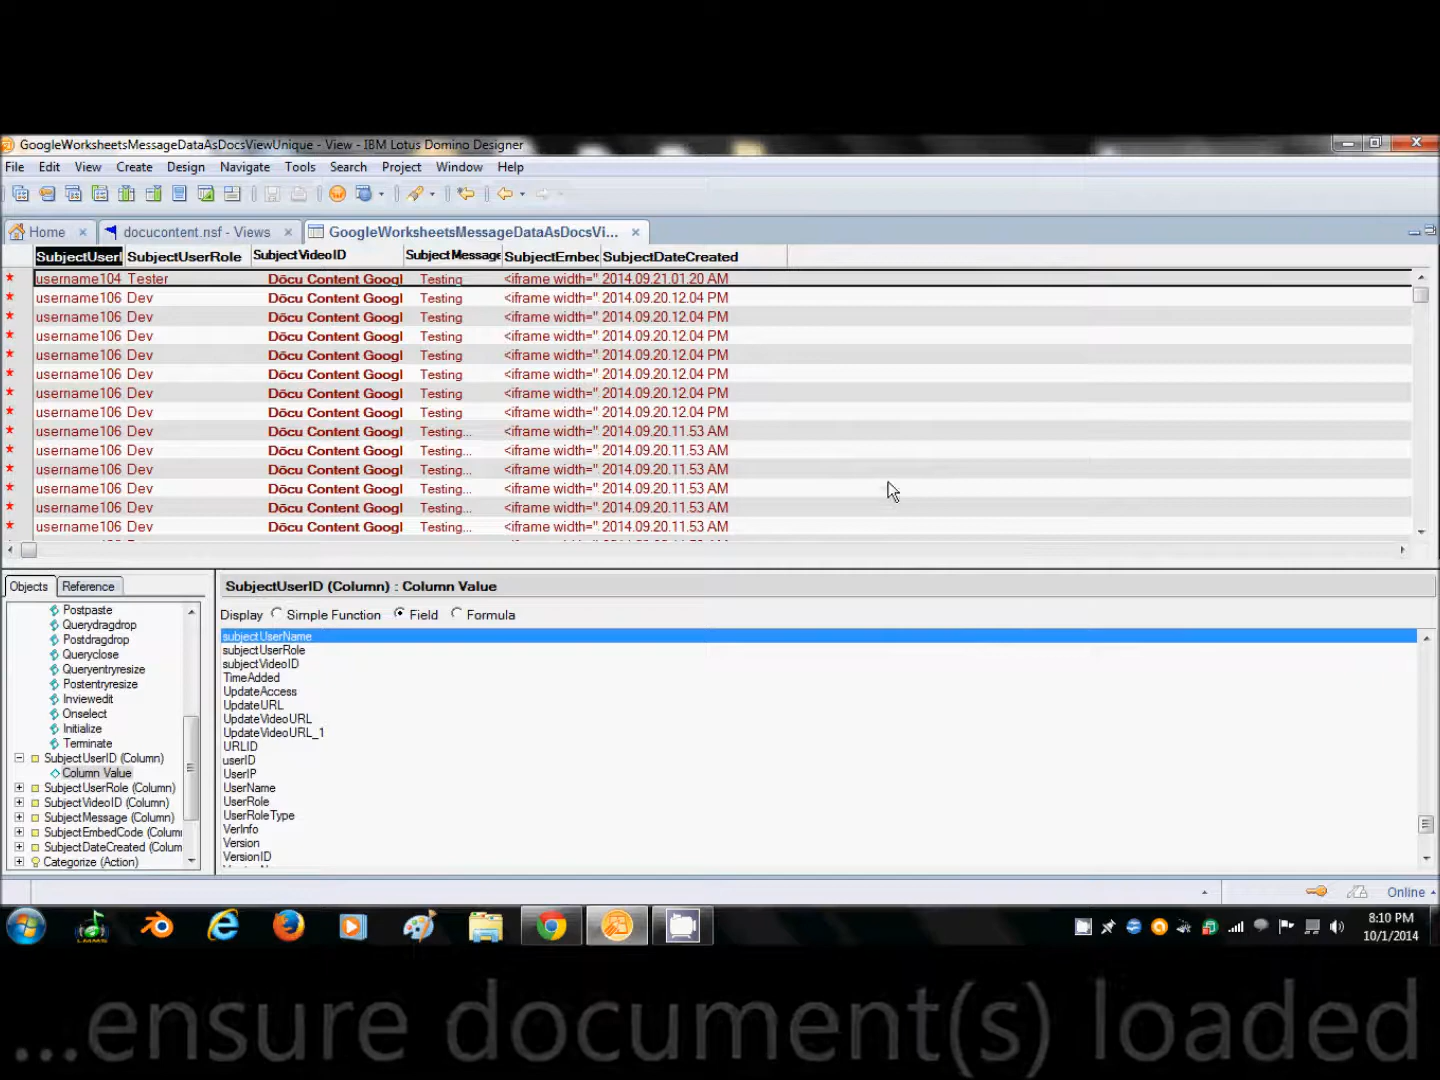 GoogleWorksheetsMessageDataAsDocsViewUnique - View - IBM Lotus Domino Designer
File Edit View Create Design Navigate Tools Search Project Window Help
Home docucontent.nsf - Views GoogleWorksheetsMessageDataAsDocsVi...
SubjectUserI SubjectUserRole SubjectVideoID SubjectMessage SubjectEmbec SubjectDateCreated
username104 Tester Dōcu Content Googl Testing <iframe width=" 2014.09.21.01.20 AM
username106 Dev Dōcu Content Googl Testing <iframe width=" 2014.09.20.12.04 PM
username106 Dev Dōcu Content Googl Testing <iframe width=" 2014.09.20.12.04 PM
username106 Dev Dōcu Content Googl Testing <iframe width=" 2014.09.20.12.04 PM
username106 Dev Dōcu Content Googl Testing <iframe width=" 2014.09.20.12.04 PM
username106 Dev Dōcu Content Googl Testing <iframe width=" 2014.09.20.12.04 PM
username106 Dev Dōcu Content Googl Testing <iframe width=" 2014.09.20.12.04 PM
username106 Dev Dōcu Content Googl Testing <iframe width=" 2014.09.20.12.04 PM
username106 Dev Dōcu Content Googl Testing... <iframe width=" 2014.09.20.11.53 AM
username106 Dev Dōcu Content Googl Testing... <iframe width=" 2014.09.20.11.53 AM
username106 Dev Dōcu Content Googl Testing... <iframe width=" 2014.09.20.11.53 AM
username106 Dev Dōcu Content Googl Testing... <iframe width=" 2014.09.20.11.53 AM
username106 Dev Dōcu Content Googl Testing... <iframe width=" 2014.09.20.11.53 AM
username106 Dev Dōcu Content Googl Testing... <iframe width=" 2014.09.20.11.53 AM
Objects Reference
Postpaste
Querydragdrop
Postdragdrop
Queryclose
Queryentryresize
Postentryresize
Inviewedit
Onselect
Initialize
Terminate
SubjectUserID (Column)
Column Value
SubjectUserRole (Column)
SubjectVideoID (Column)
SubjectMessage (Column)
SubjectEmbedCode (Colum
SubjectDateCreated (Colum
Categorize (Action)
SubjectUserID (Column) : Column Value
Display Simple Function Field Formula
subjectUserName
subjectUserRole
subjectVideoID
TimeAdded
UpdateAccess
UpdateURL
UpdateVideoURL
UpdateVideoURL_1
URLID
userID
UserIP
UserName
UserRole
UserRoleType
VerInfo
Version
VersionID
Online
LMMS
8:10 PM
10/1/2014
...ensure document(s) loaded